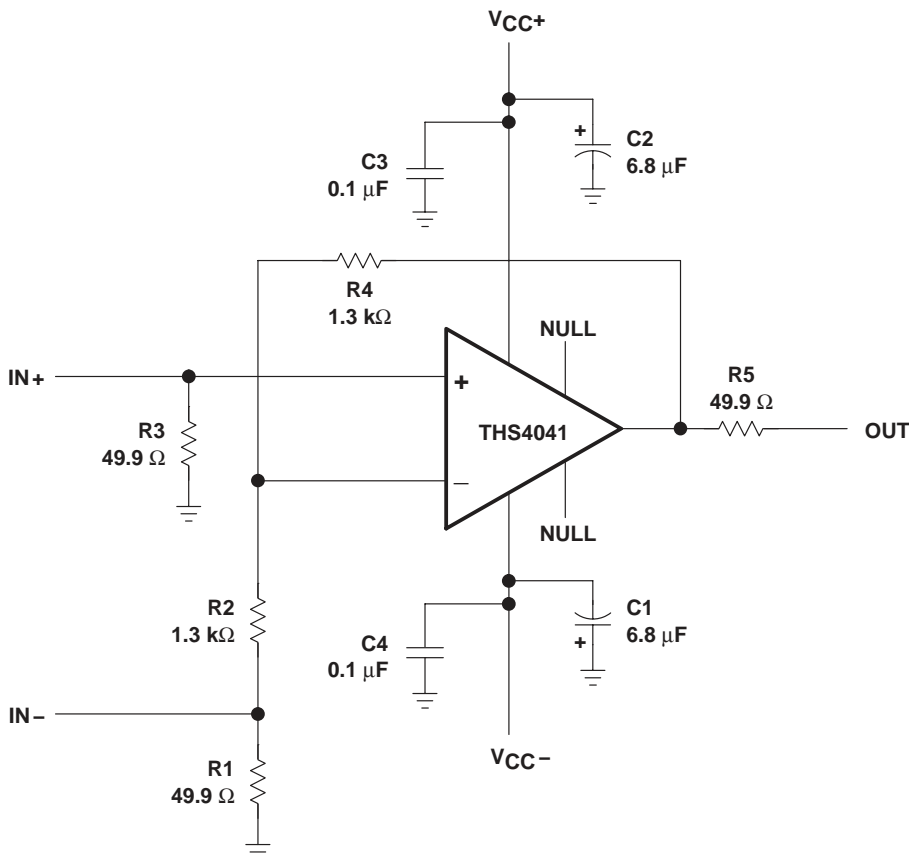 VCC+
C3
0.1 μF
+
C2
6.8 μF
R4
1.3 kΩ
NULL
IN+
+
R3
49.9 Ω
THS4041
R5
49.9 Ω
OUT
−
NULL
R2
1.3 kΩ
C4
0.1 μF
C1
6.8 μF
+
IN−
VCC−
R1
49.9 Ω